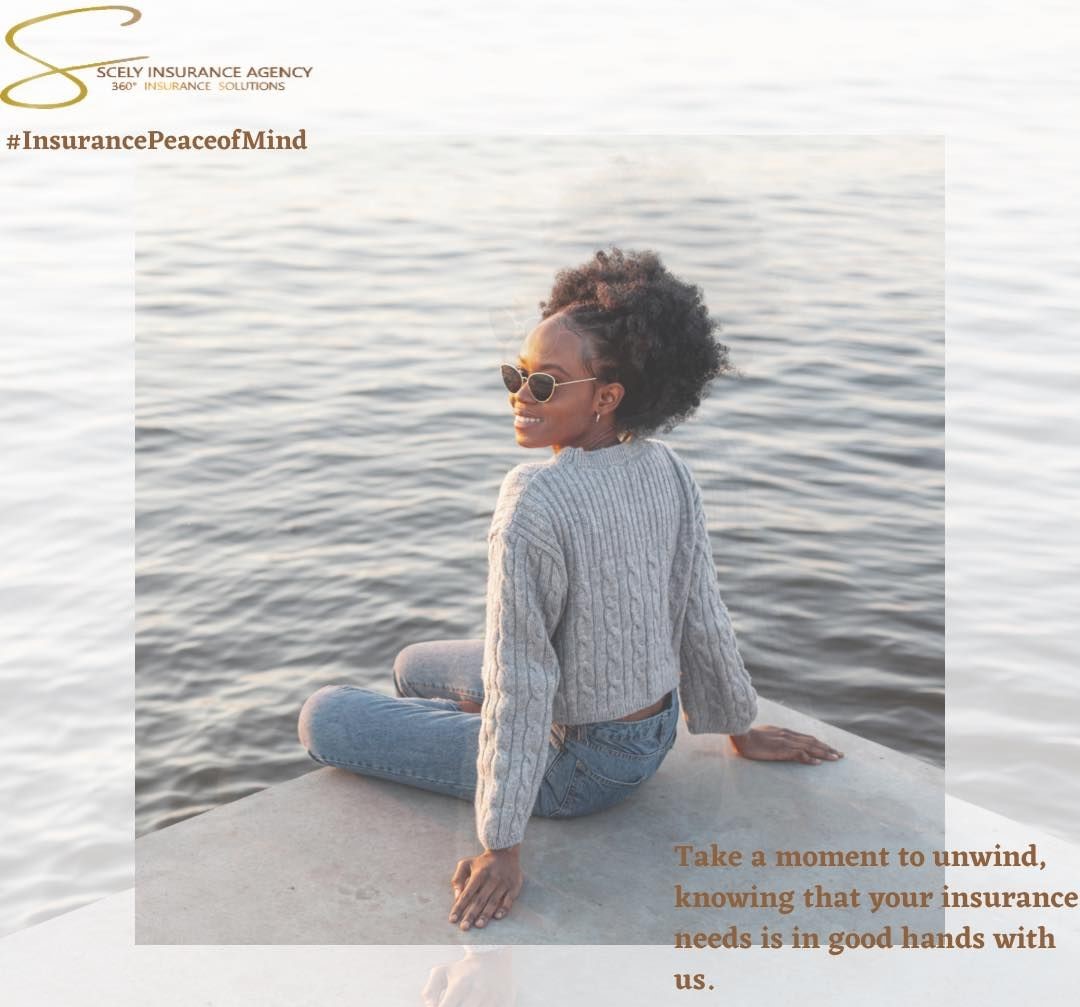 SCELY INSURANCE AGENCY
360° INSURANCE SOLUTIONS
#InsurancePeaceofMind
Take a moment to unwind,
knowing that your insurance
needs is in good hands with
us.